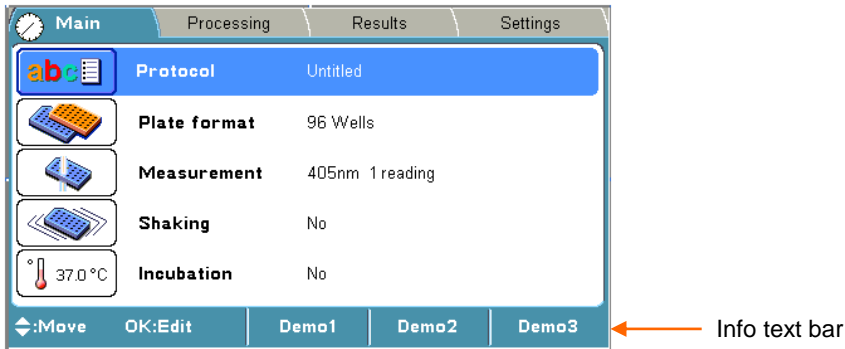 Main Processing Results Settings
abc Protocol Untitled
Plate format 96 Wells
Measurement 405nm 1 reading
Shaking No
37.0°C Incubation No
:Move OK:Edit Demo1 Demo2 Demo3 Info text bar